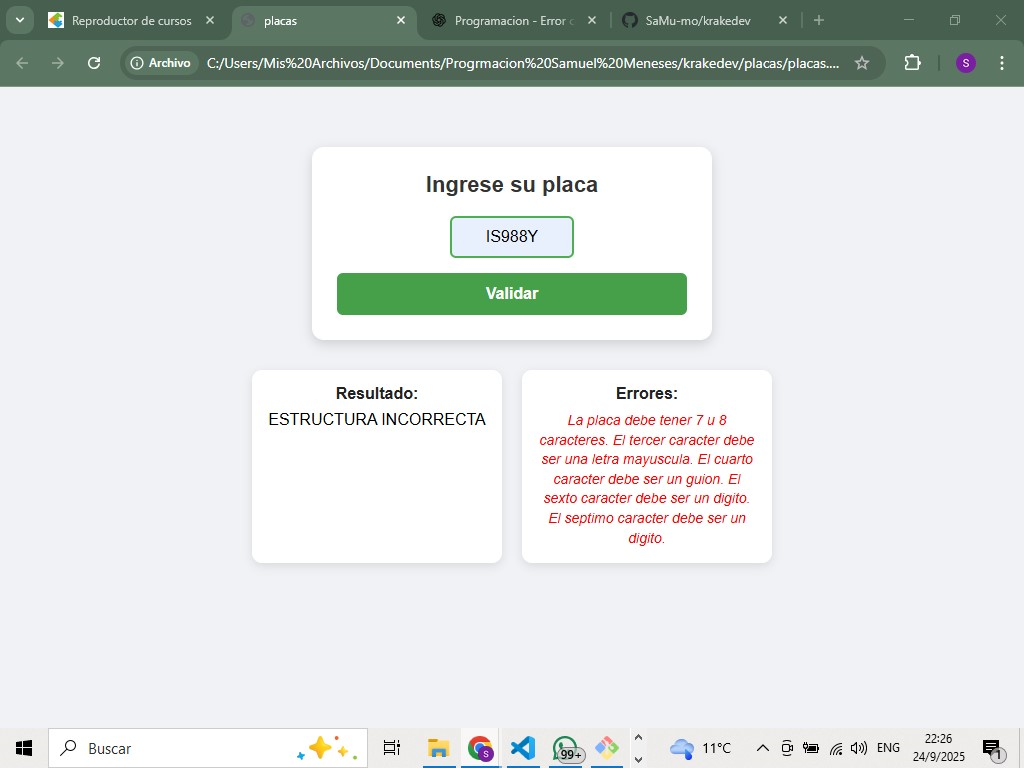 Reproductor de cursos
placas
Programacion - Error c
SaMu-mo/krakedev
Archivo
C:/Users/Mis%20Archivos/Documents/Progrmacion%20Samuel%20Meneses/krakedev/placas/placas....
S
Ingrese su placa
IS988Y
Validar
Resultado:
ESTRUCTURA INCORRECTA
Errores:
La placa debe tener 7 u 8
caracteres. El tercer caracter debe
ser una letra mayuscula. El cuarto
caracter debe ser un guion. El
sexto caracter debe ser un digito.
El septimo caracter debe ser un
digito.
Buscar
S
99+
11°C
ENG
22:26
24/9/2025
1